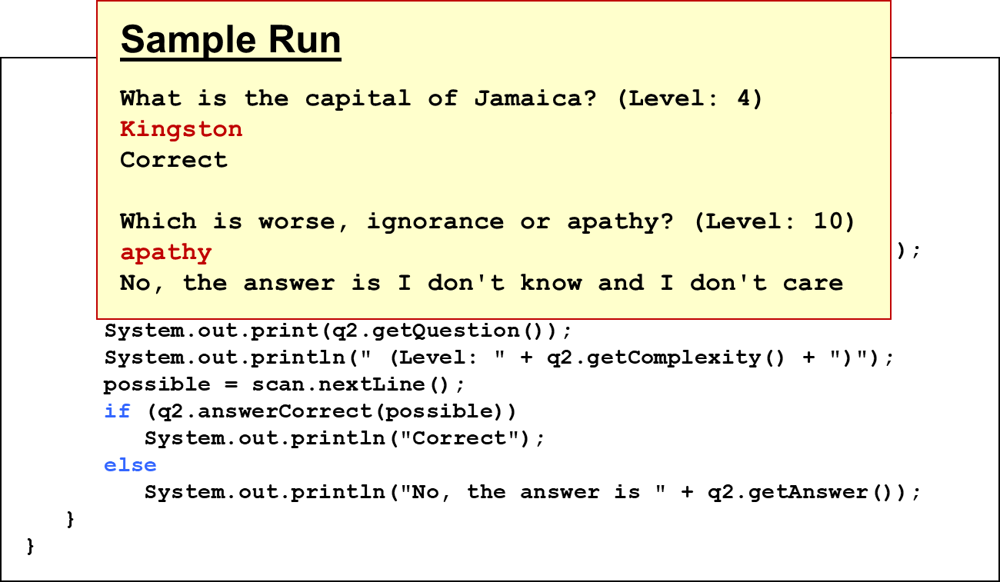 Sample Run
What is the capital of Jamaica? (Level: 4)
Kingston
Correct
Which is worse, ignorance or apathy? (Level: 10)
apathy
);
No, the answer is I don't know and I don't care
System.out.print(q2.getQuestion());
System.out.println(" (Level: " + q2.getComplexity() + ")");
possible = scan.nextLine();
if (q2.answerCorrect(possible))
System.out.println("Correct");
else
System.out.println("No, the answer is " + q2.getAnswer());
}
}